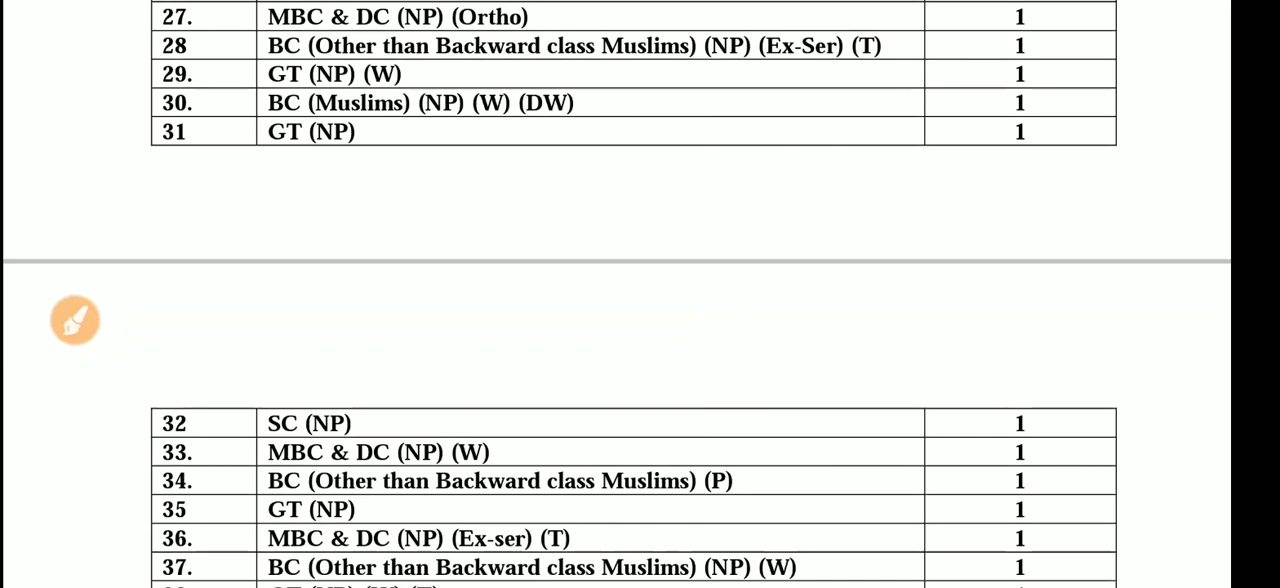 27. MBC & DC (NP) (Ortho) 1
28 BC (Other than Backward class Muslims) (NP) (Ex-Ser) (T) 1
29. GT (NP) (W) 1
30. BC (Muslims) (NP) (W) (DW) 1
31 GT (NP) 1
32 SC (NP) 1
33. MBC & DC (NP) (W) 1
34. BC (Other than Backward class Muslims) (P) 1
35 GT (NP) 1
36. MBC & DC (NP) (Ex-ser) (T) 1
37. BC (Other than Backward class Muslims) (NP) (W) 1